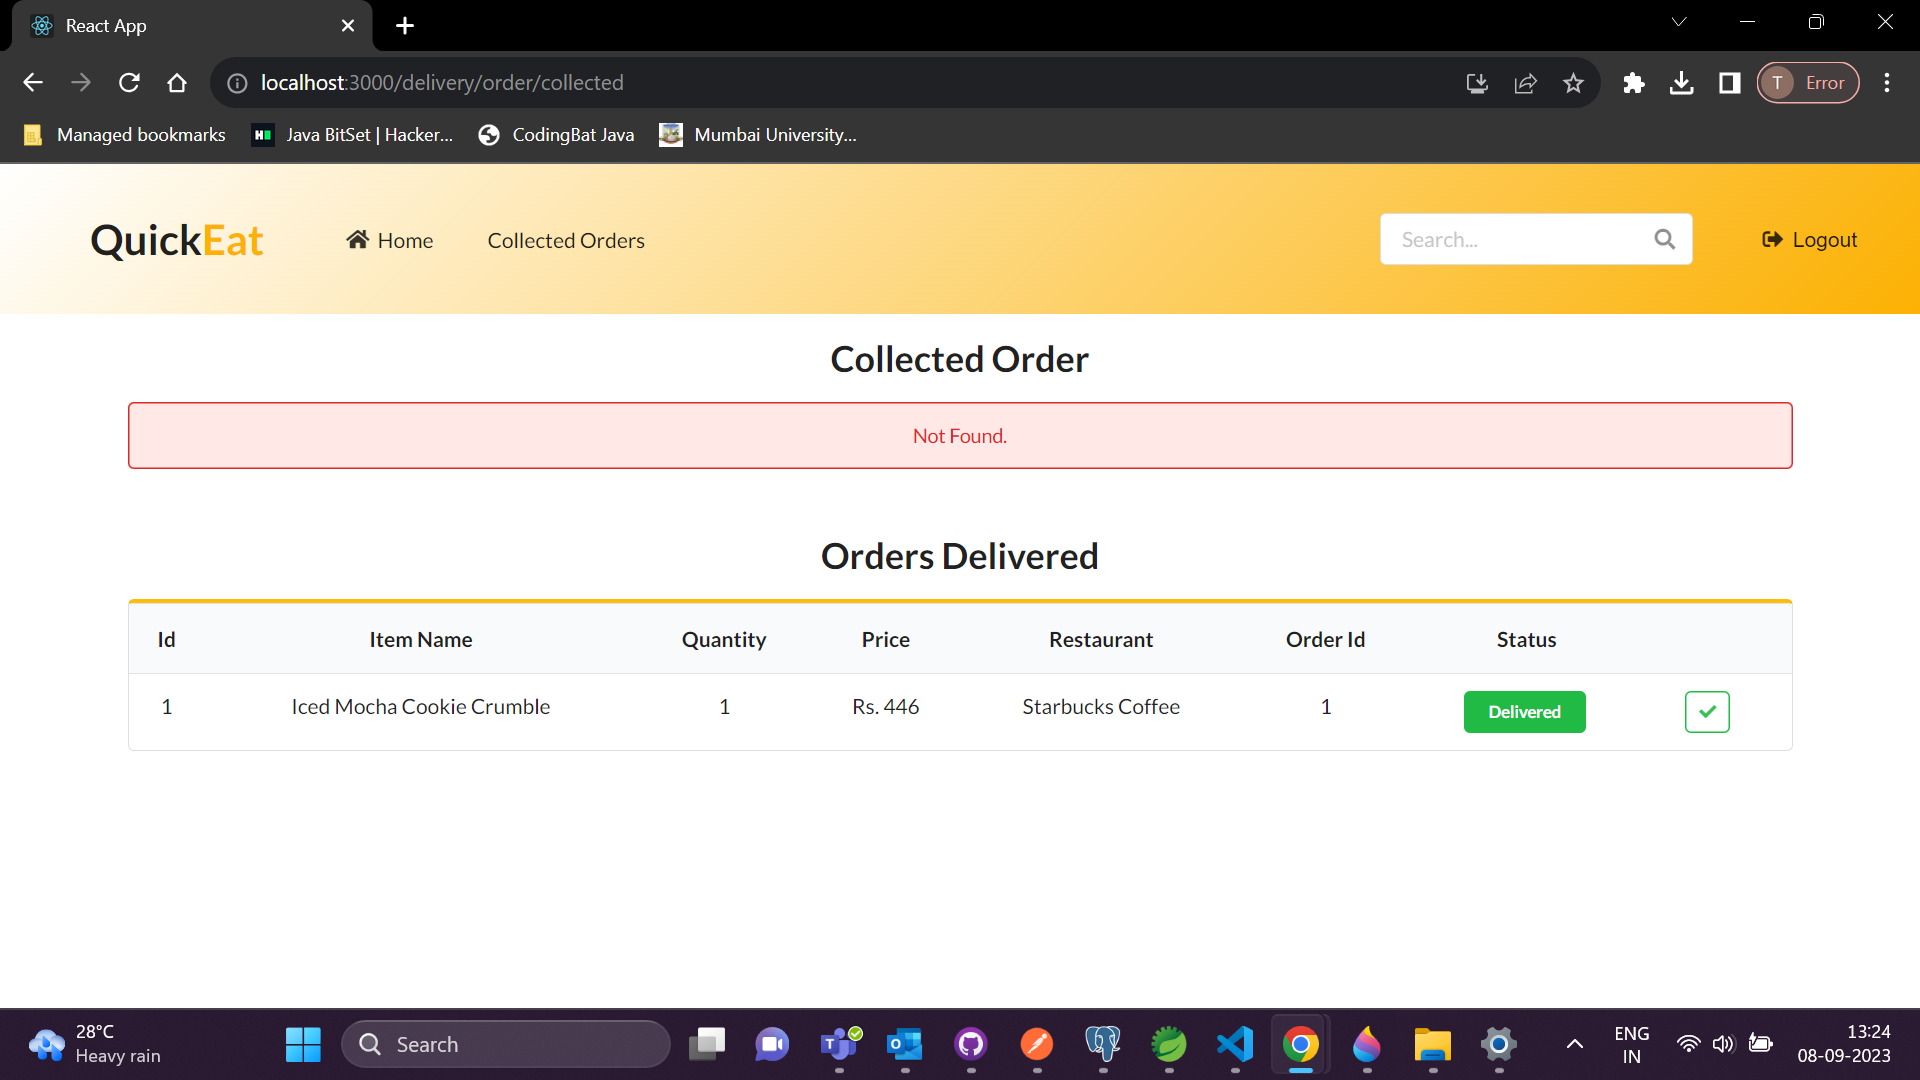 React App
localhost:3000/delivery/order/collected
T Error
Managed bookmarks
Java BitSet | Hacker...
CodingBat Java
Mumbai University...
QuickEat
Home
Collected Orders
Search...
Logout
Collected Order
Not Found.
Orders Delivered
Id Item Name Quantity Price Restaurant Order Id Status
1 Iced Mocha Cookie Crumble 1 Rs. 446 Starbucks Coffee 1 Delivered
28°C
Heavy rain
Search
ENG
IN
13:24
08-09-2023